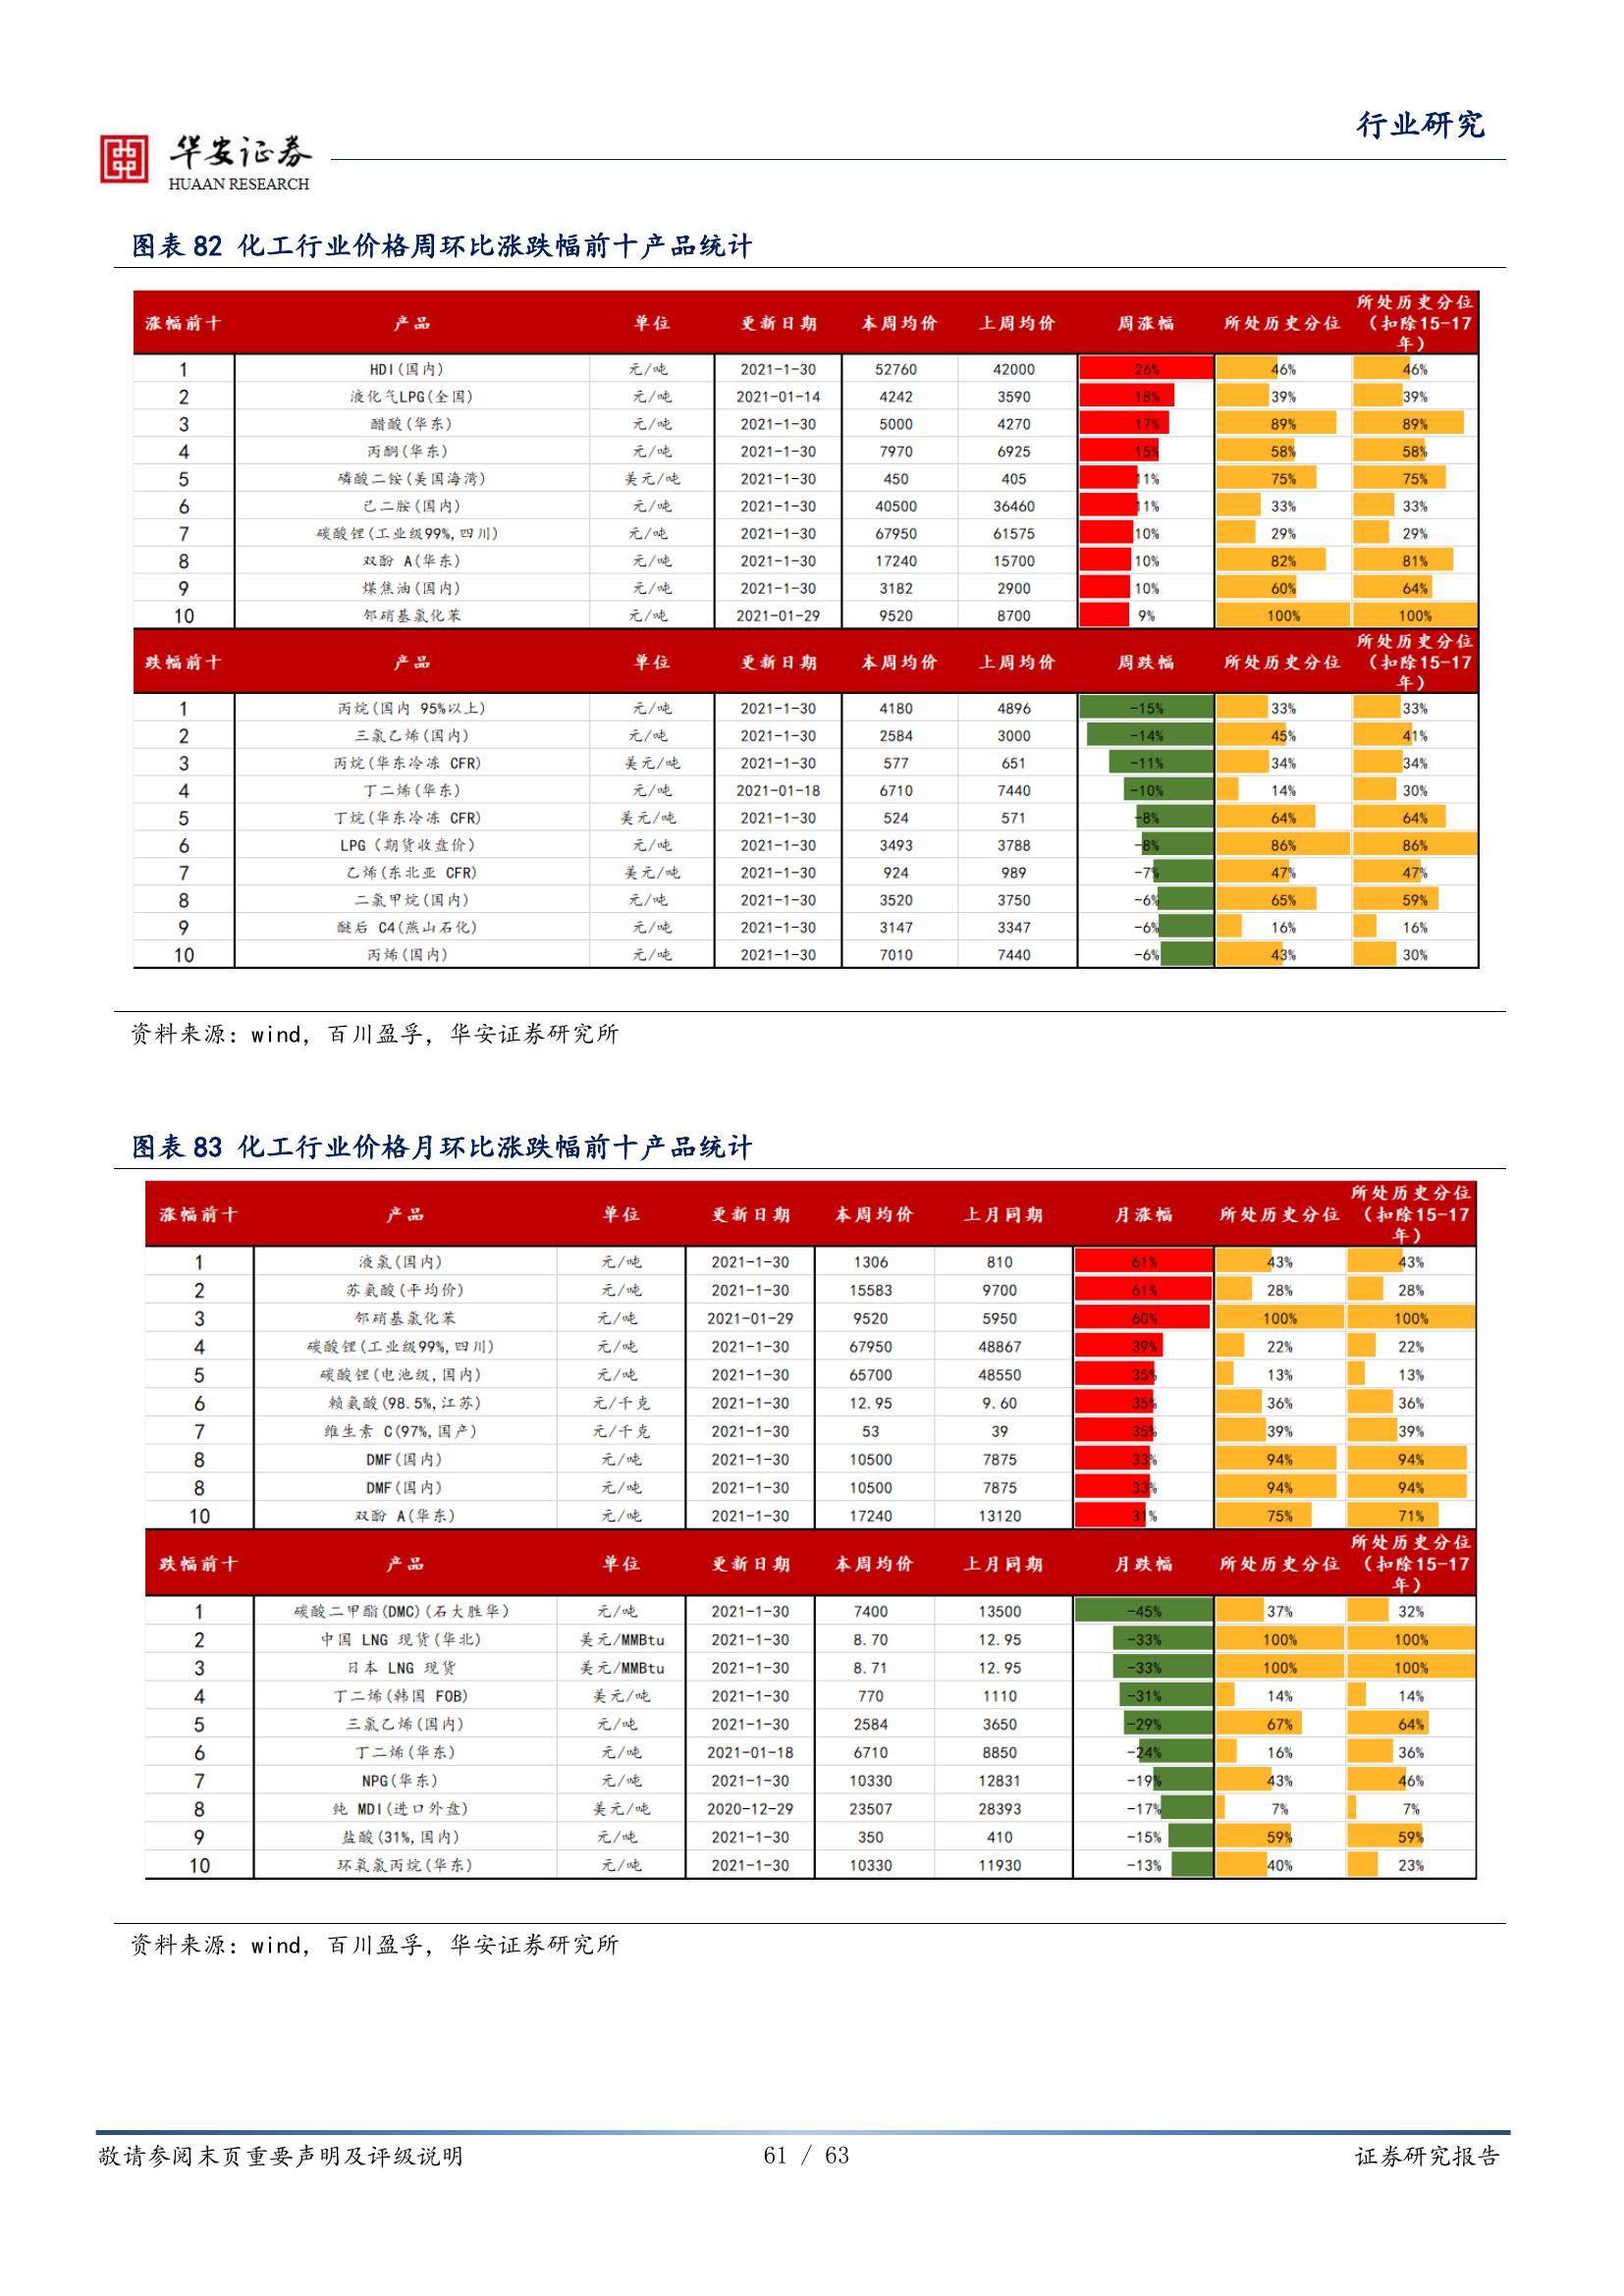 行业研究
华安证券
HUAAN RESEARCH
图表 82 化工行业价格周环比涨跌幅前十产品统计
涨幅前十 产品 单位 更新日期 本周均价 上周均价 周涨幅 所处历史分位 所处历史分位（扣除15-17年）
1 HDI(国内) 元/吨 2021-1-30 52760 42000 26% 46% 46%
2 液化气LPG(全国) 元/吨 2021-01-14 4242 3590 18% 39% 39%
3 醋酸(华东) 元/吨 2021-1-30 5000 4270 17% 89% 89%
4 丙酮(华东) 元/吨 2021-1-30 7970 6925 15% 58% 58%
5 磷酸二铵(美国海湾) 美元/吨 2021-1-30 450 405 11% 75% 75%
6 己二胺(国内) 元/吨 2021-1-30 40500 36460 11% 33% 33%
7 碳酸锂(工业级99%,四川) 元/吨 2021-1-30 67950 61575 10% 29% 29%
8 双酚 A(华东) 元/吨 2021-1-30 17240 15700 10% 82% 81%
9 煤焦油(国内) 元/吨 2021-1-30 3182 2900 10% 60% 64%
10 邻硝基氯化苯 元/吨 2021-01-29 9520 8700 9% 100% 100%
跌幅前十 产品 单位 更新日期 本周均价 上周均价 周跌幅 所处历史分位 所处历史分位（扣除15-17年）
1 丙烷(国内 95%以上) 元/吨 2021-1-30 4180 4896 -15% 33% 33%
2 三氯乙烯(国内) 元/吨 2021-1-30 2584 3000 -14% 45% 41%
3 丙烷(华东冷冻 CFR) 美元/吨 2021-1-30 577 651 -11% 34% 34%
4 丁二烯(华东) 元/吨 2021-01-18 6710 7440 -10% 14% 30%
5 丁烷(华东冷冻 CFR) 美元/吨 2021-1-30 524 571 -8% 64% 64%
6 LPG（期货收盘价） 元/吨 2021-1-30 3493 3788 -8% 86% 86%
7 乙烯(东北亚 CFR) 美元/吨 2021-1-30 924 989 -7% 47% 47%
8 二氯甲烷(国内) 元/吨 2021-1-30 3520 3750 -6% 65% 59%
9 醚后 C4(燕山石化) 元/吨 2021-1-30 3147 3347 -6% 16% 16%
10 丙烯(国内) 元/吨 2021-1-30 7010 7440 -6% 43% 30%
资料来源：wind，百川盈孚，华安证券研究所
图表 83 化工行业价格月环比涨跌幅前十产品统计
涨幅前十 产品 单位 更新日期 本周均价 上月同期 月涨幅 所处历史分位 所处历史分位（扣除15-17年）
1 液氯(国内) 元/吨 2021-1-30 1306 810 61% 43% 43%
2 苏氨酸(平均价) 元/吨 2021-1-30 15583 9700 61% 28% 28%
3 邻硝基氯化苯 元/吨 2021-01-29 9520 5950 60% 100% 100%
4 碳酸锂(工业级99%,四川) 元/吨 2021-1-30 67950 48867 39% 22% 22%
5 碳酸锂(电池级,国内) 元/吨 2021-1-30 65700 48550 35% 13% 13%
6 赖氨酸(98.5%,江苏) 元/千克 2021-1-30 12.95 9.60 35% 36% 36%
7 维生素 C(97%,国产) 元/千克 2021-1-30 53 39 35% 39% 39%
8 DMF(国内) 元/吨 2021-1-30 10500 7875 33% 94% 94%
8 DMF(国内) 元/吨 2021-1-30 10500 7875 33% 94% 94%
10 双酚 A(华东) 元/吨 2021-1-30 17240 13120 31% 75% 71%
跌幅前十 产品 单位 更新日期 本周均价 上月同期 月跌幅 所处历史分位 所处历史分位（扣除15-17年）
1 碳酸二甲酯(DMC)(石大胜华) 元/吨 2021-1-30 7400 13500 -45% 37% 32%
2 中国 LNG 现货(华北) 美元/MMBtu 2021-1-30 8.70 12.95 -33% 100% 100%
3 日本 LNG 现货 美元/MMBtu 2021-1-30 8.71 12.95 -33% 100% 100%
4 丁二烯(韩国 FOB) 美元/吨 2021-1-30 770 1110 -31% 14% 14%
5 三氯乙烯(国内) 元/吨 2021-1-30 2584 3650 -29% 67% 64%
6 丁二烯(华东) 元/吨 2021-01-18 6710 8850 -24% 16% 36%
7 NPG(华东) 元/吨 2021-1-30 10330 12831 -19% 43% 46%
8 纯 MDI(进口外盘) 美元/吨 2020-12-29 23507 28393 -17% 7% 7%
9 盐酸(31%,国内) 元/吨 2021-1-30 350 410 -15% 59% 59%
10 环氧氯丙烷(华东) 元/吨 2021-1-30 10330 11930 -13% 40% 23%
资料来源：wind，百川盈孚，华安证券研究所
敬请参阅末页重要声明及评级说明 61 / 63 证券研究报告